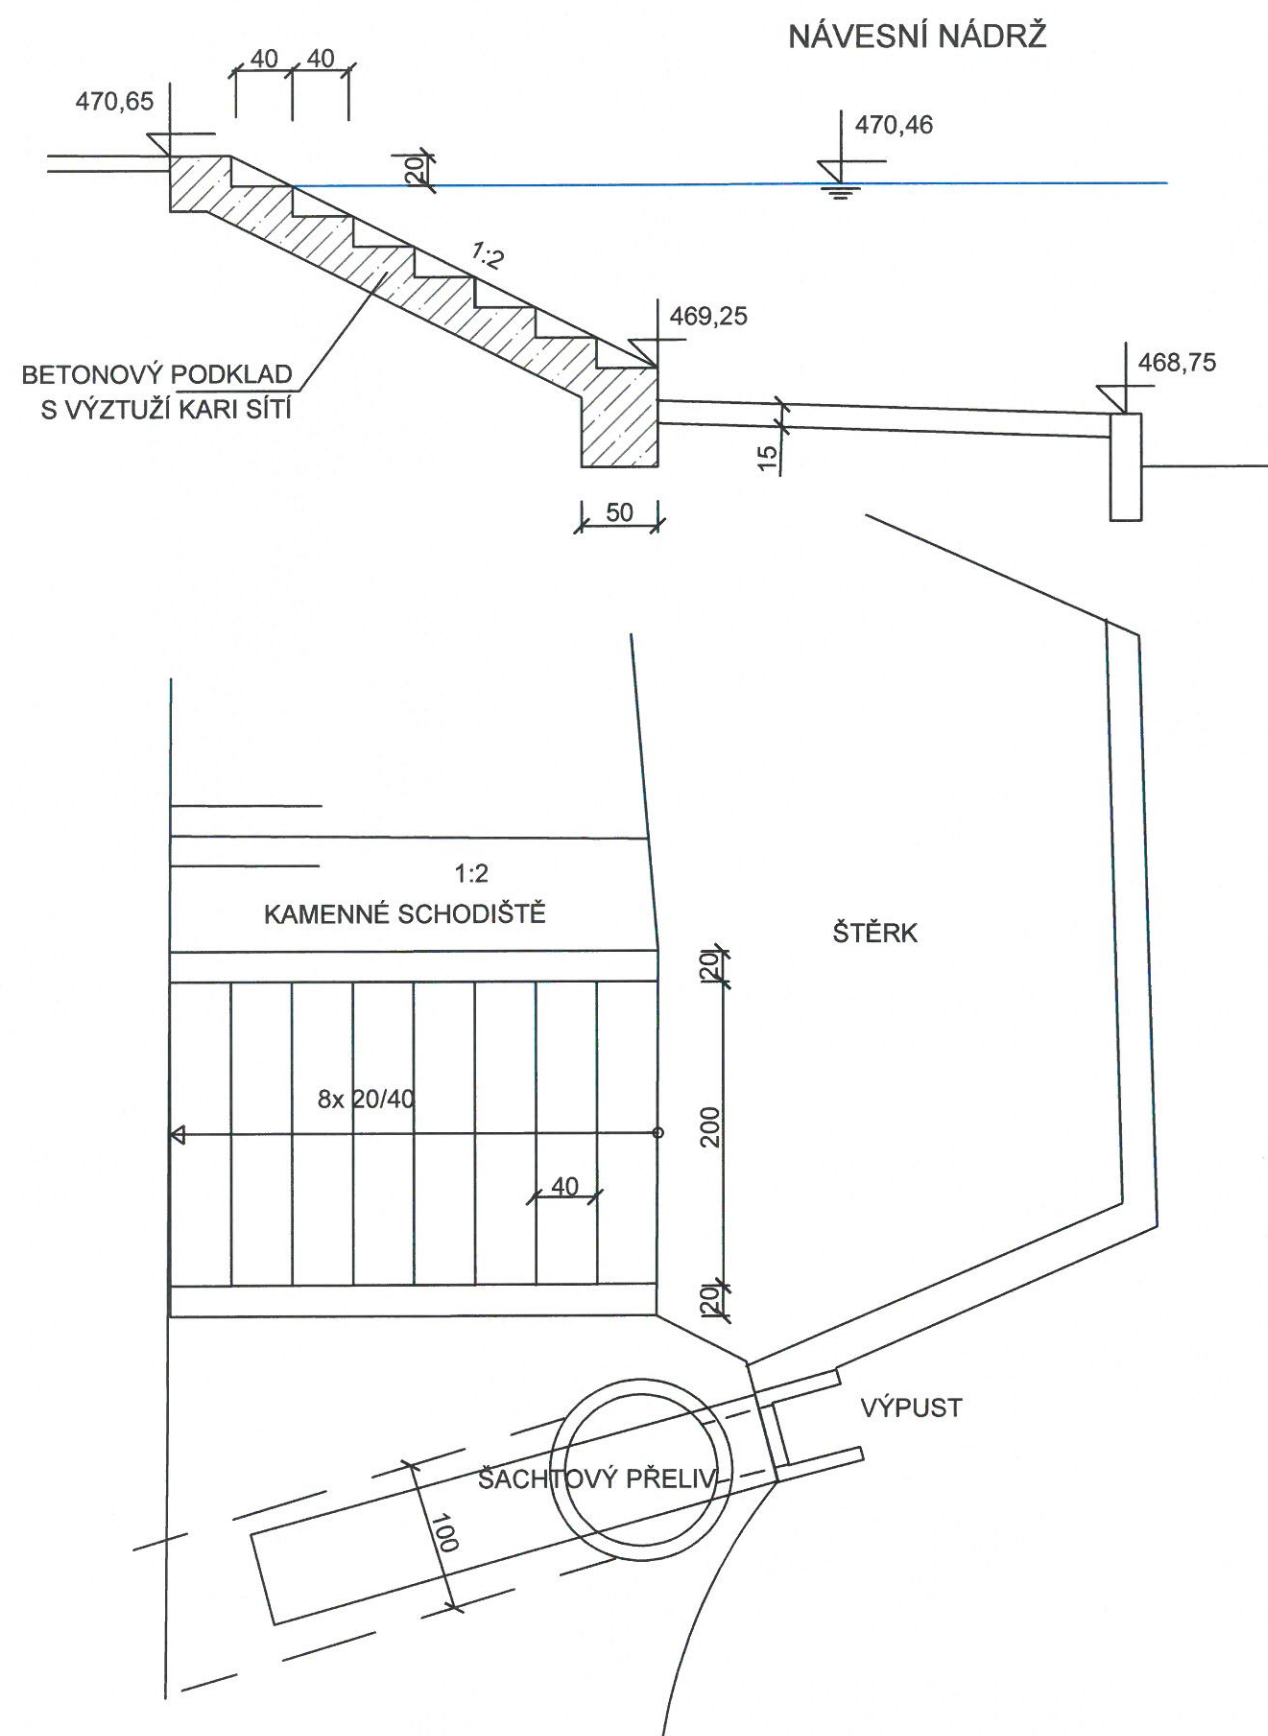 NÁVESNÍ NÁDRŽ
40
40
470,65
470,46
20
1:2
469,25
468,75
BETONOVÝ PODKLAD
S VÝZTUŽÍ KARI SÍTÍ
15
50
1:2
KAMENNÉ SCHODIŠTĚ
ŠTĚRK
20
8x 20/40
200
40
20
VÝPUST
ŠACHTOVÝ PŘELIV
100